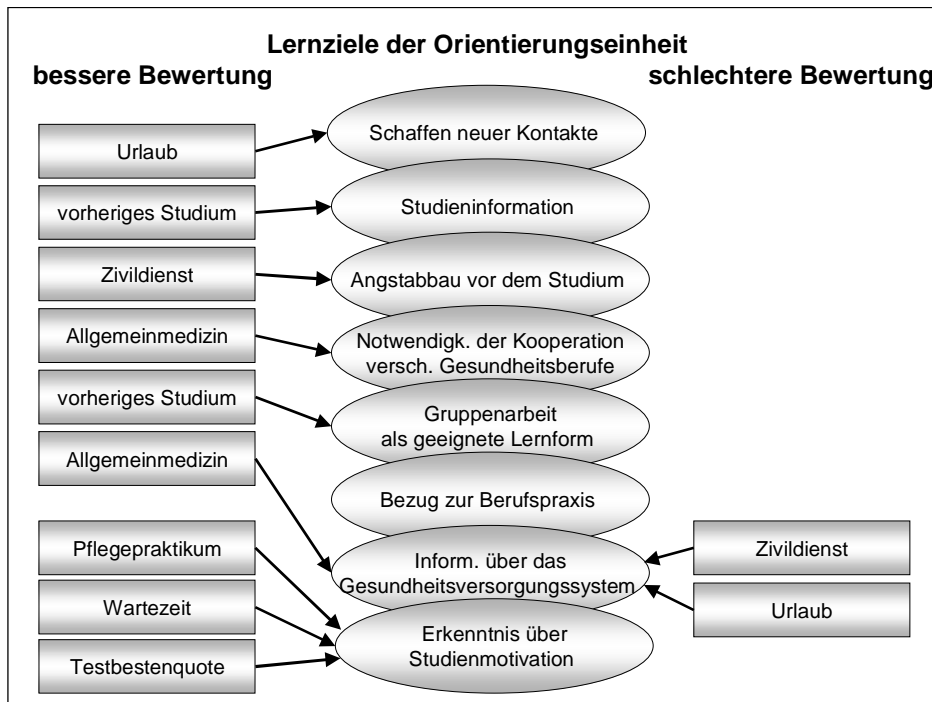 Lernziele der Orientierungseinheit
bessere Bewertung
schlechtere Bewertung
Urlaub
Schaffen neuer Kontakte
vorheriges Studium
Studieninformation
Zivildienst
Angstabbau vor dem Studium
Allgemeinmedizin
Notwendigk. der Kooperation
versch. Gesundheitsberufe
vorheriges Studium
Gruppenarbeit
als geeignete Lernform
Allgemeinmedizin
Bezug zur Berufspraxis
Pflegepraktikum
Inform. über das
Gesundheitsversorgungssystem
Zivildienst
Wartezeit
Urlaub
Erkenntnis über
Studienmotivation
Testbestenquote